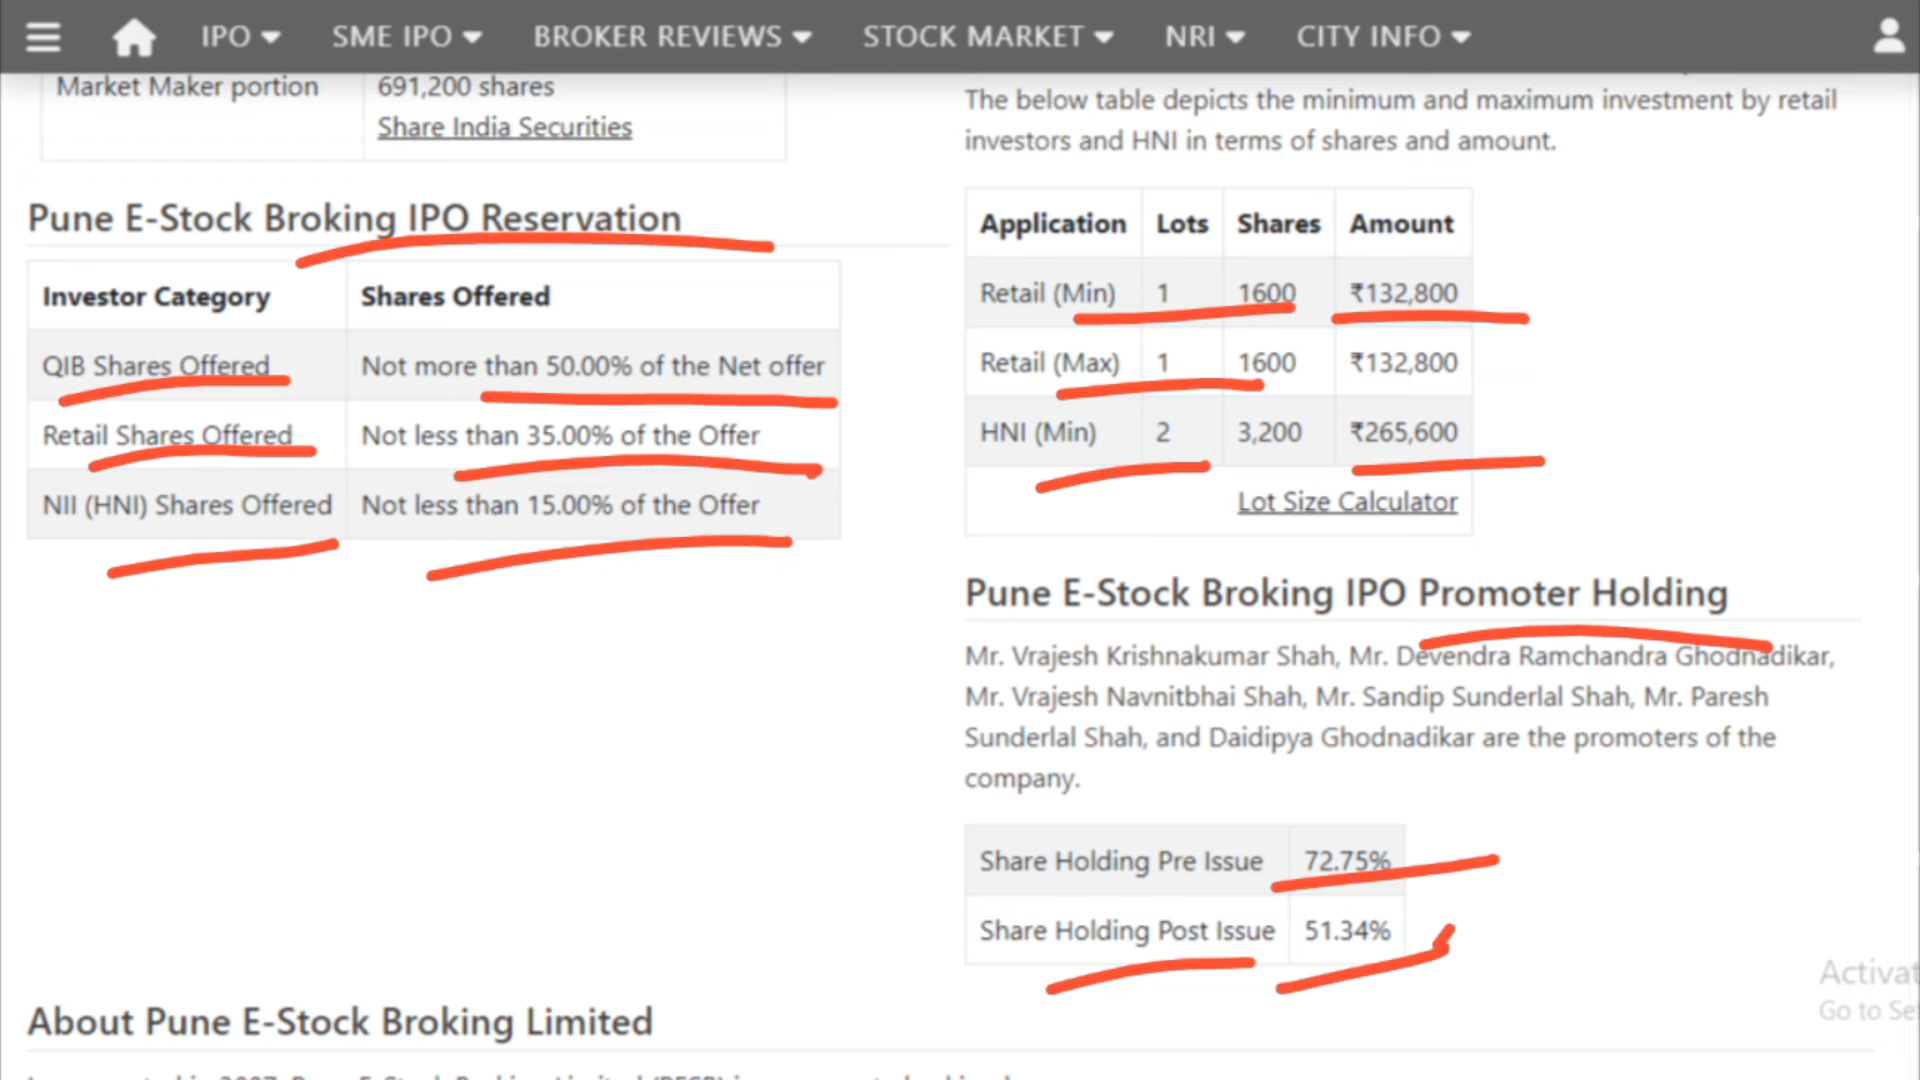 IPO SME IPO BROKER REVIEWS STOCK MARKET NRI CITY INFO
Market Maker portion 691,200 shares
Share India Securities
Pune E-Stock Broking IPO Reservation
Investor Category Shares Offered
QIB Shares Offered Not more than 50.00% of the Net offer
Retail Shares Offered Not less than 35.00% of the Offer
NII (HNI) Shares Offered Not less than 15.00% of the Offer
The below table depicts the minimum and maximum investment by retail
investors and HNI in terms of shares and amount.
Application Lots Shares Amount
Retail (Min) 1 1600 ₹132,800
Retail (Max) 1 1600 ₹132,800
HNI (Min) 2 3,200 ₹265,600
Lot Size Calculator
Pune E-Stock Broking IPO Promoter Holding
Mr. Vrajesh Krishnakumar Shah, Mr. Devendra Ramchandra Ghodnadikar,
Mr. Vrajesh Navnitbhai Shah, Mr. Sandip Sunderlal Shah, Mr. Paresh
Sunderlal Shah, and Daidipya Ghodnadikar are the promoters of the
company.
Share Holding Pre Issue 72.75%
Share Holding Post Issue 51.34%
Activat
Go to Se
About Pune E-Stock Broking Limited